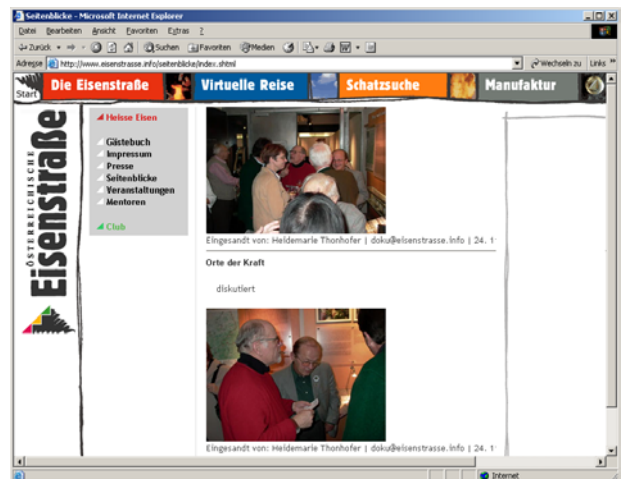 Seitenblicke - Microsoft Internet Explorer
Datei Bearbeiten Ansicht Favoriten Extras ?
Zurück Suchen Favoriten Medien
Adresse http://www.eisenstrasse.info/seitenblicke/index.shtml Wechseln zu Links »
Start Die Eisenstraße Virtuelle Reise Schatzsuche Manufaktur
ÖSTERREICHISCHE
Eisenstraße
Heisse Eisen
Gästebuch
Impressum
Presse
Seitenblicke
Veranstaltungen
Mentoren
Club
Eingesandt von: Heldemarie Thonhofer | doku@eisenstrasse.info | 24. 1
Orte der Kraft
diskutiert
Eingesandt von: Heldemarie Thonhofer | doku@eisenstrasse.info | 24. 1
Internet